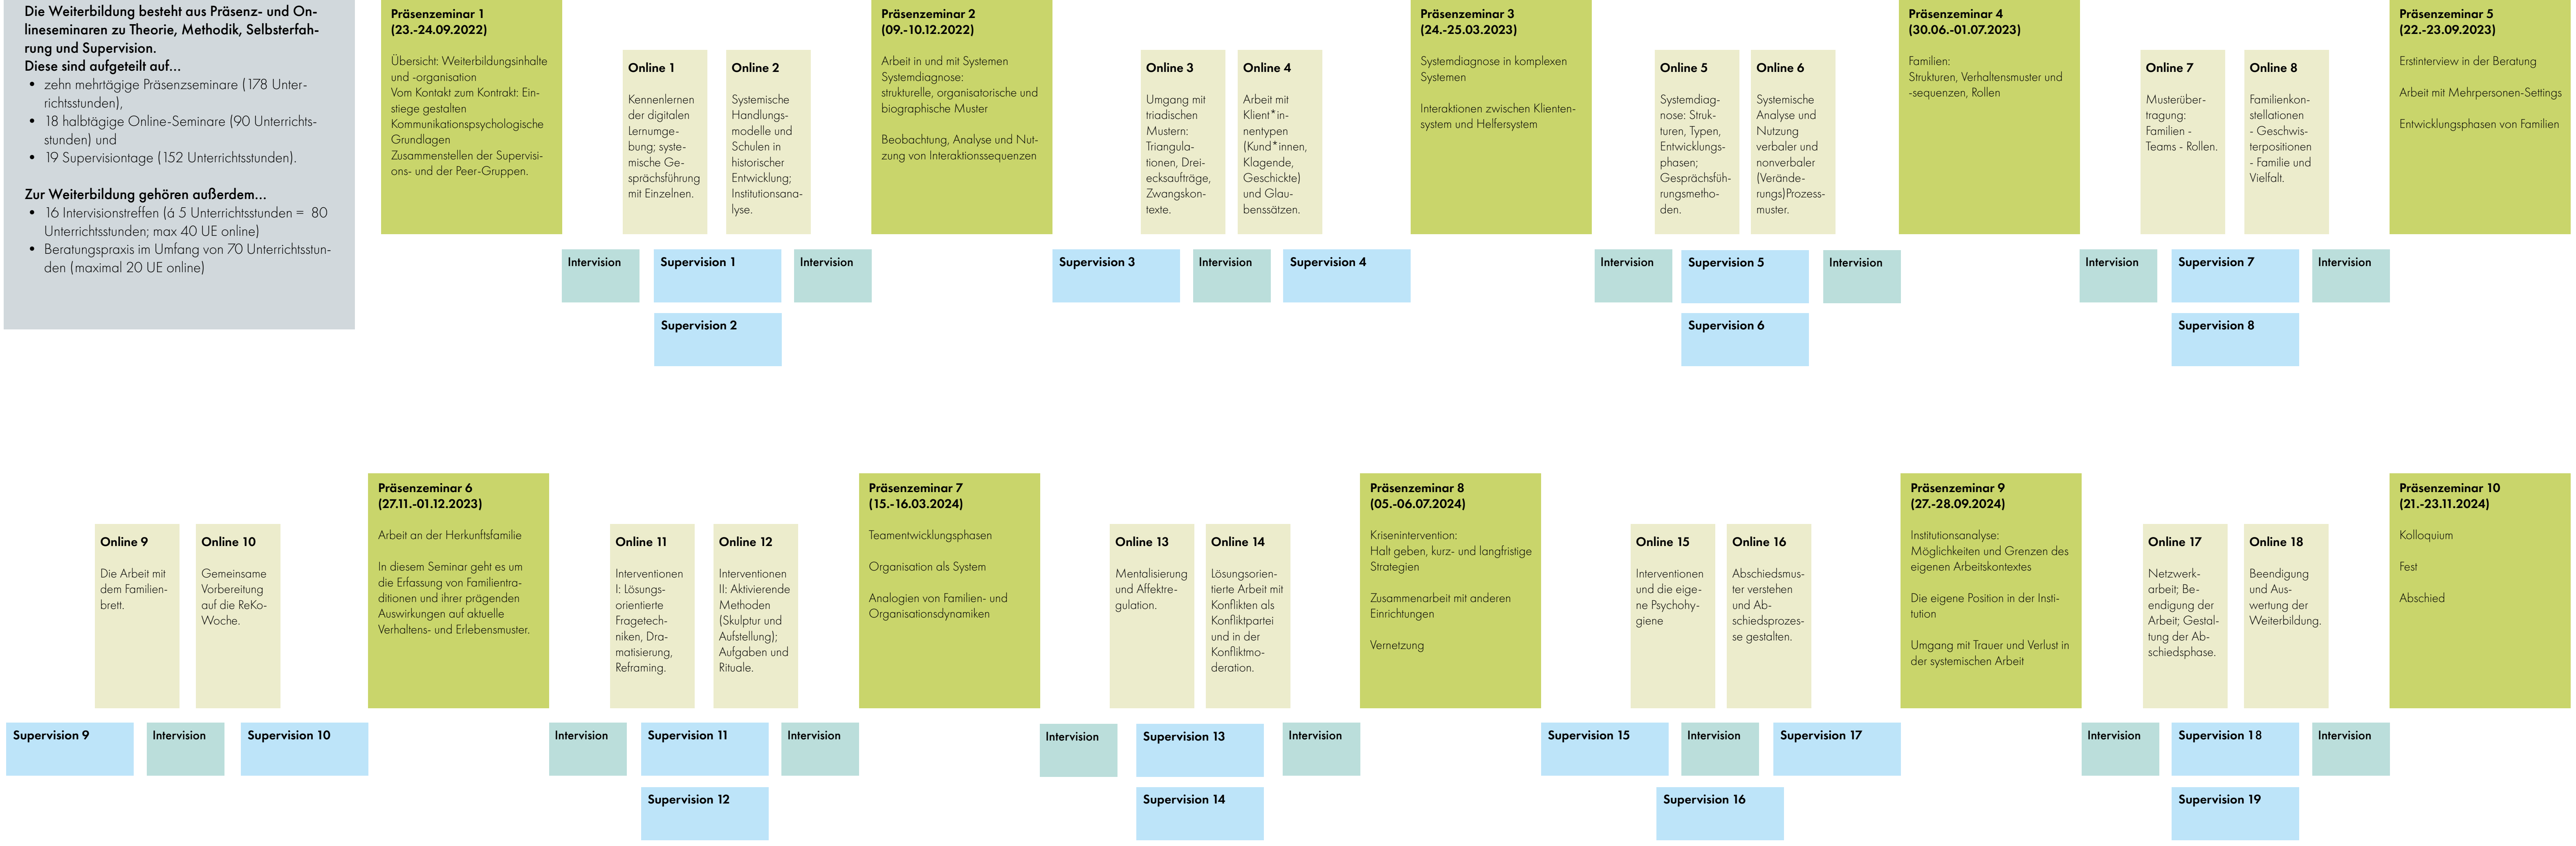 Die Weiterbildung besteht aus Präsenz- und On-
lineseminaren zu Theorie, Methodik, Selbsterfah-
rung und Supervision.
Diese sind aufgeteilt auf...
• zehn mehrtägige Präsenzseminare (178 Unter-
richtsstunden),
• 18 halbtägige Online-Seminare (90 Unterrichts-
stunden) und
• 19 Supervisiontage (152 Unterrichtsstunden).
Zur Weiterbildung gehören außerdem...
• 16 Intervisionstreffen (á 5 Unterrichtsstunden = 80
Unterrichtsstunden; max 40 UE online)
• Beratungspraxis im Umfang von 70 Unterrichtsstun-
den (maximal 20 UE online)
Präsenzeminar 1
(23.-24.09.2022)
Übersicht: Weiterbildungsinhalte
und -organisation
Vom Kontakt zum Kontrakt: Ein-
stiege gestalten
Kommunikationspsychologische
Grundlagen
Zusammenstellen der Supervisi-
ons- und der Peer-Gruppen.
Online 1
Kennenlernen
der digitalen
Lernumge-
bung; syste-
mische Ge-
sprächsführung
mit Einzelnen.
Online 2
Systemische
Handlungs-
modelle und
Schulen in
historischer
Entwicklung;
Institutionsana-
lyse.
Intervision
Supervision 1
Intervision
Supervision 2
Präsenzeminar 2
(09.-10.12.2022)
Arbeit in und mit Systemen
Systemdiagnose:
strukturelle, organisatorische und
biographische Muster
Beobachtung, Analyse und Nut-
zung von Interaktionssequenzen
Online 3
Umgang mit
triadischen
Mustern:
Triangula-
tionen, Drei-
ecksaufträge,
Zwangskon-
texte.
Online 4
Arbeit mit
Klient*in-
nentypen
(Kund*innen,
Klagende,
Geschickte)
und Glau-
benssätzen.
Supervision 3
Intervision
Supervision 4
Präsenzeminar 3
(24.-25.03.2023)
Systemdiagnose in komplexen
Systemen
Interaktionen zwischen Klienten-
system und Helfersystem
Online 5
Systemdiag-
nose: Struk-
turen, Typen,
Entwicklungs-
phasen;
Gesprächsfüh-
rungsmetho-
den.
Online 6
Systemische
Analyse und
Nutzung
verbaler und
nonverbaler
(Verände-
rungs)Prozess-
muster.
Intervision
Supervision 5
Intervision
Supervision 6
Präsenzeminar 4
(30.06.-01.07.2023)
Familien:
Strukturen, Verhaltensmuster und
-sequenzen, Rollen
Online 7
Musterüber-
tragung:
Familien -
Teams - Rollen.
Online 8
Familienkon-
stellationen
- Geschwis-
terpositionen
- Familie und
Vielfalt.
Intervision
Supervision 7
Intervision
Supervision 8
Präsenzeminar 5
(22.-23.09.2023)
Erstinterview in der Beratung
Arbeit mit Mehrpersonen-Settings
Entwicklungsphasen von Familien
Online 9
Die Arbeit mit
dem Familien-
brett.
Online 10
Gemeinsame
Vorbereitung
auf die ReKo-
Woche.
Supervision 9
Intervision
Supervision 10
Präsenzeminar 6
(27.11.-01.12.2023)
Arbeit an der Herkunftsfamilie
In diesem Seminar geht es um
die Erfassung von Familientra-
ditionen und ihrer prägenden
Auswirkungen auf aktuelle
Verhaltens- und Erlebensmuster.
Online 11
Interventionen
I: Lösungs-
orientierte
Fragetech-
niken, Dra-
matisierung,
Reframing.
Online 12
Interventionen
II: Aktivierende
Methoden
(Skulptur und
Aufstellung);
Aufgaben und
Rituale.
Intervision
Supervision 11
Intervision
Supervision 12
Präsenzeminar 7
(15.-16.03.2024)
Teamentwicklungsphasen
Organisation als System
Analogien von Familien- und
Organisationsdynamiken
Online 13
Mentalisierung
und Affektre-
gulation.
Online 14
Lösungsorien-
tierte Arbeit mit
Konflikten als
Konfliktpartei
und in der
Konfliktmo-
deration.
Intervision
Supervision 13
Intervision
Supervision 14
Präsenzeminar 8
(05.-06.07.2024)
Krisenintervention:
Halt geben, kurz- und langfristige
Strategien
Zusammenarbeit mit anderen
Einrichtungen
Vernetzung
Online 15
Interventionen
und die eige-
ne Psychohy-
giene
Online 16
Abschiedsmus-
ter verstehen
und Ab-
schiedsprozes-
se gestalten.
Supervision 15
Intervision
Supervision 17
Supervision 16
Präsenzeminar 9
(27.-28.09.2024)
Institutionsanalyse:
Möglichkeiten und Grenzen des
eigenen Arbeitskontextes
Die eigene Position in der Insti-
tution
Umgang mit Trauer und Verlust in
der systemischen Arbeit
Online 17
Netzwerk-
arbeit; Be-
endigung der
Arbeit; Gestal-
tung der Ab-
schiedsphase.
Online 18
Beendigung
und Aus-
wertung der
Weiterbildung.
Intervision
Supervision 18
Intervision
Supervision 19
Präsenzeminar 10
(21.-23.11.2024)
Kolloquium
Fest
Abschied